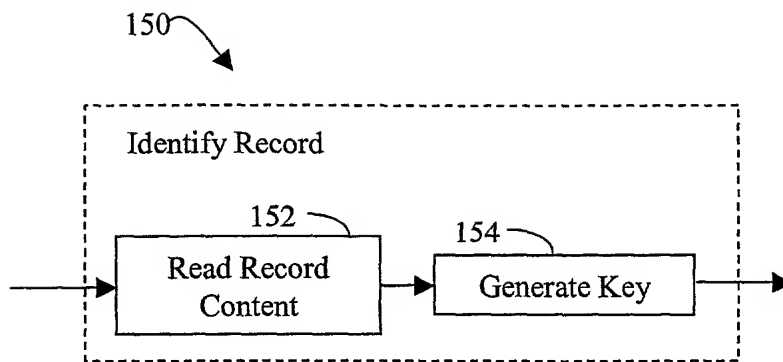 150
Identify Record
152
154
Read Record
Content
Generate Key